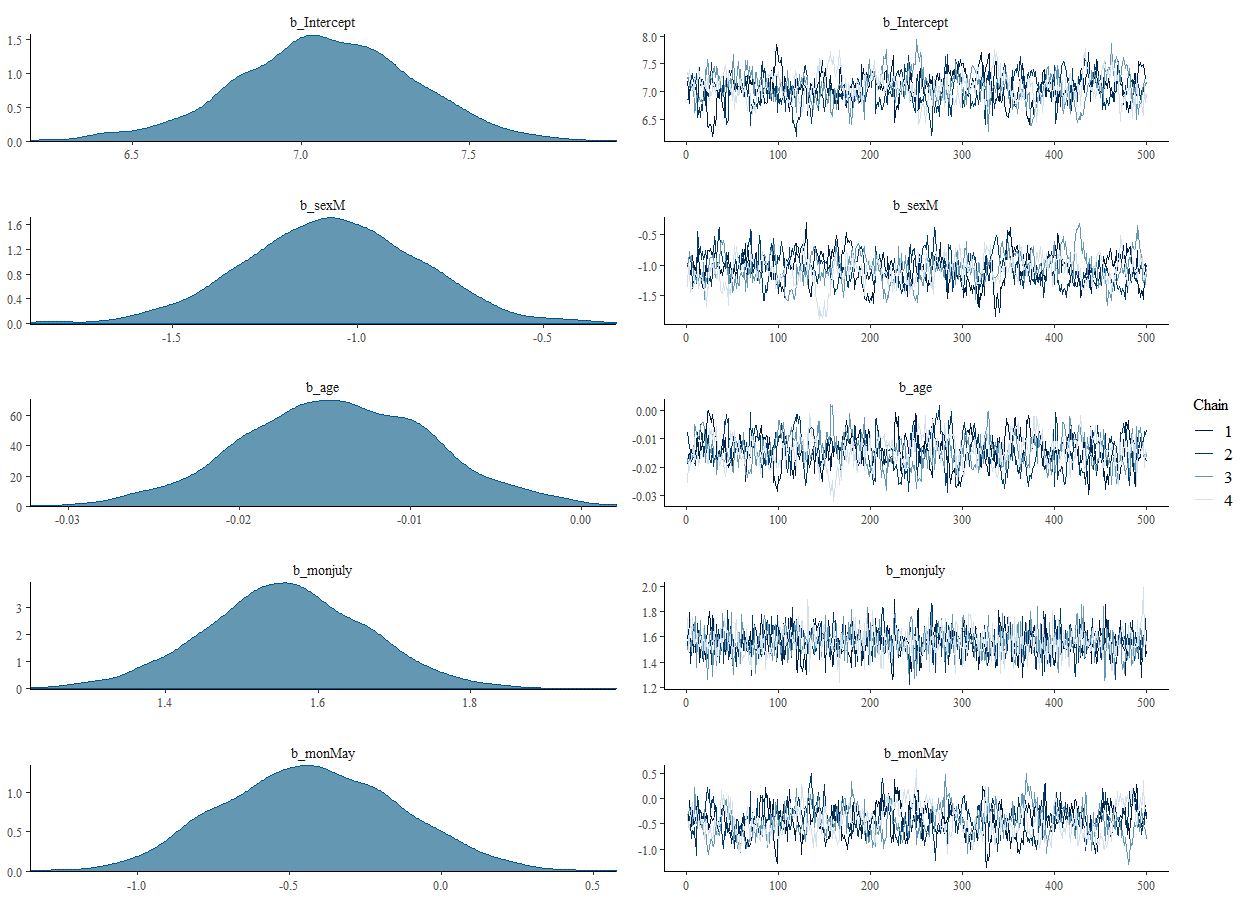 b_Intercept
b_Intercept
1.5
1.0
0.5
0.0
6.5 7.0 7.5
8.0
7.5
7.0
6.5
0 100 200 300 400 500
b_sexM
b_sexM
1.6
1.2
0.8
0.4
0.0
-1.5 -1.0 -0.5
-0.5
-1.0
-1.5
0 100 200 300 400 500
b_age
b_age
60
40
20
0
-0.03 -0.02 -0.01 0.00
0.00
-0.01
-0.02
-0.03
0 100 200 300 400 500
Chain
1
2
3
4
b_monjuly
b_monjuly
3
2
1
0
1.4 1.6 1.8
2.0
1.8
1.6
1.4
1.2
0 100 200 300 400 500
b_monMay
b_monMay
1.0
0.5
0.0
-1.0 -0.5 0.0 0.5
0.5
0.0
-0.5
-1.0
0 100 200 300 400 500